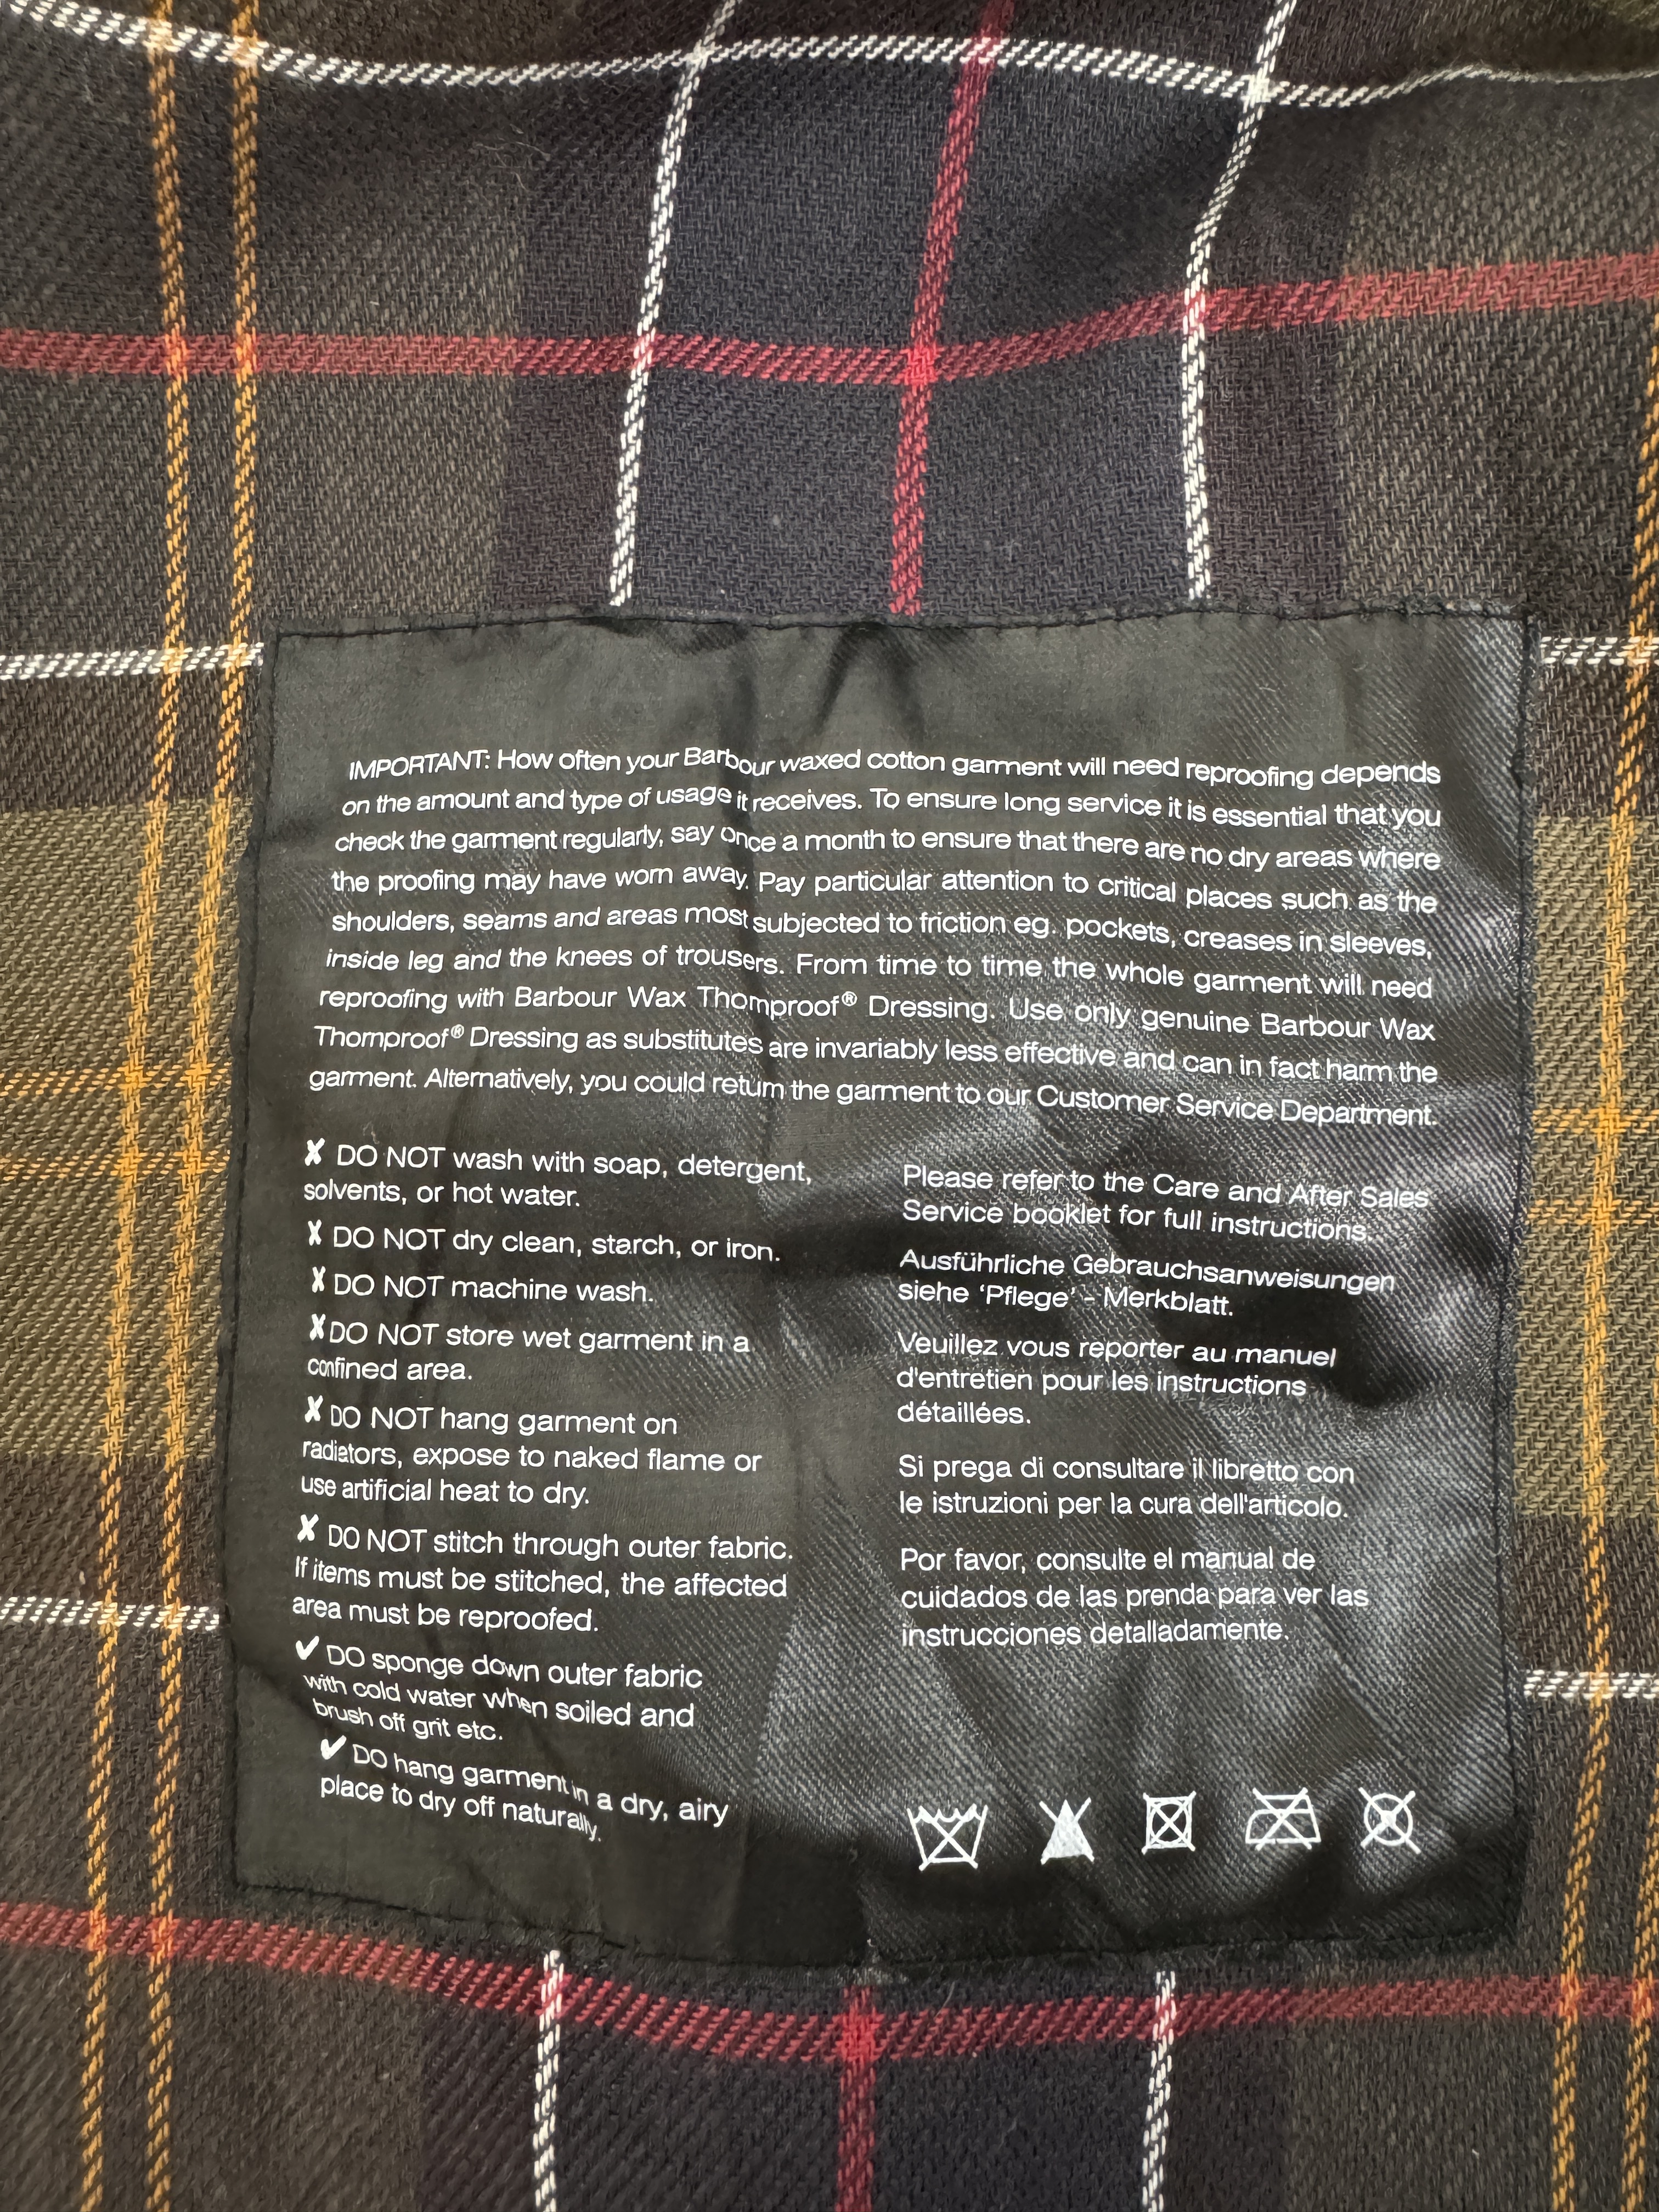 IMPORTANT: How often your Barbour waxed cotton garment will need reproofing depends
on the amount and type of usage it receives. To ensure long service it is essential that you
check the garment regularly, say once a month to ensure that there are no dry areas where
the proofing may have worn away. Pay particular attention to critical places such as the
shoulders, seams and areas most subjected to friction eg. pockets, creases in sleeves,
inside leg and the knees of trousers. From time to time the whole garment will need
reproofing with Barbour Wax Thornproof® Dressing. Use only genuine Barbour Wax
Thornproof® Dressing as substitutes are invariably less effective and can in fact harm the
garment. Alternatively, you could return the garment to our Customer Service Department.
✘ DO NOT wash with soap, detergent,
solvents, or hot water.
✘ DO NOT dry clean, starch, or iron.
✘ DO NOT machine wash.
✘ DO NOT store wet garment in a
confined area.
✘ DO NOT hang garment on
radiators, expose to naked flame or
use artificial heat to dry.
✘ DO NOT stitch through outer fabric.
If items must be stitched, the affected
area must be reproofed.
✔ DO sponge down outer fabric
with cold water when soiled and
brush off grit etc.
✔ DO hang garment in a dry, airy
place to dry off naturally.
Please refer to the Care and After Sales
Service booklet for full instructions.
Ausführliche Gebrauchsanweisungen
siehe ‘Pflege’ - Merkblatt.
Veuillez vous reporter au manuel
d'entretien pour les instructions
détaillées.
Si prega di consultare il libretto con
le istruzioni per la cura dell'articolo.
Por favor, consulte el manual de
cuidados de las prenda para ver las
instrucciones detalladamente.